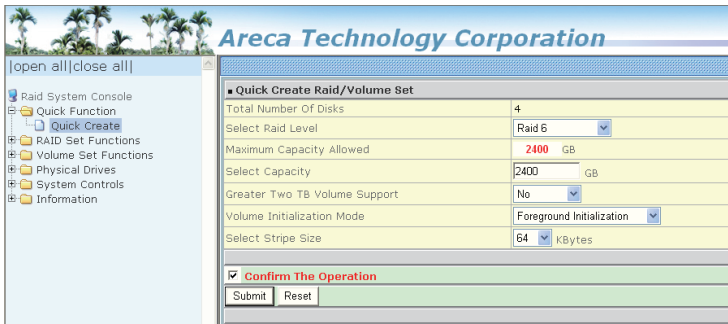 Areca Technology Corporation
|open all|close all|
Raid System Console
Quick Function
Quick Create
RAID Set Functions
Volume Set Functions
Physical Drives
System Controls
Information
Quick Create Raid/Volume Set
Total Number Of Disks 4
Select Raid Level Raid 6
Maximum Capacity Allowed 2400 GB
Select Capacity 2400 GB
Greater Two TB Volume Support No
Volume Initialization Mode Foreground Initialization
Select Stripe Size 64 KBytes
Confirm The Operation
Submit Reset